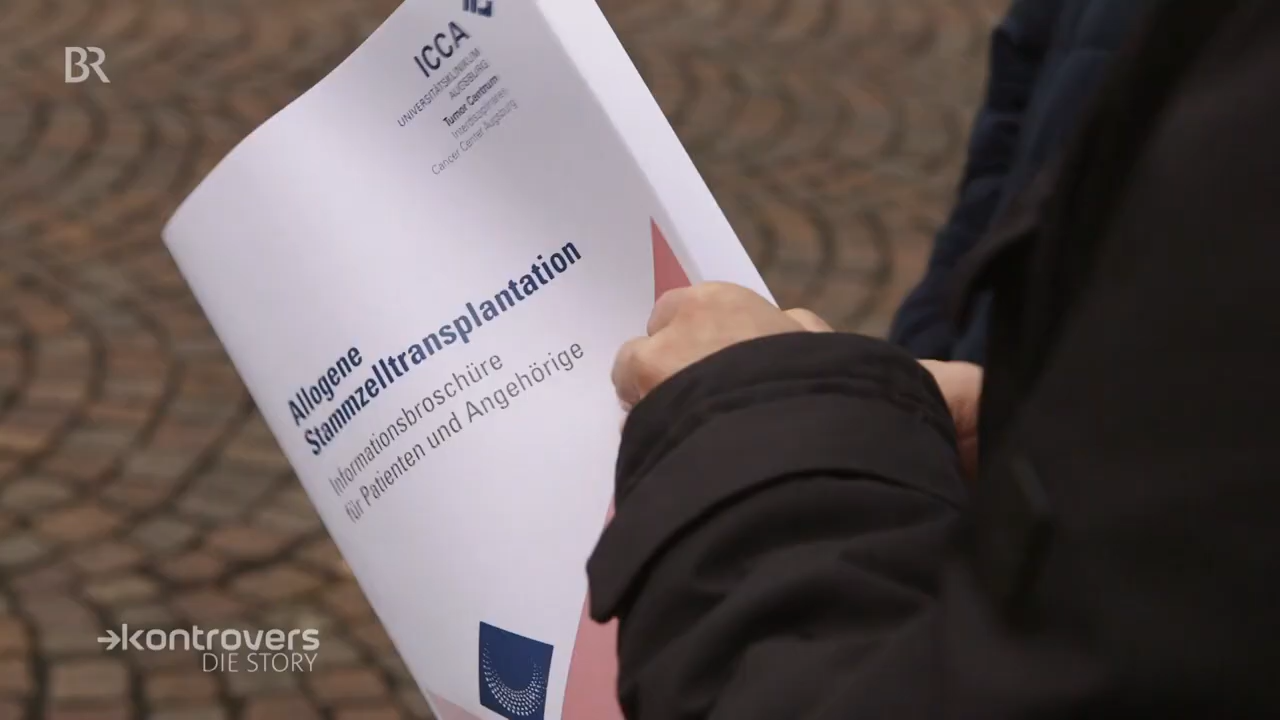 BR
ICCA
UNIVERSITÄTSKLINIKUM
AUGSBURG
Tumor Centrum
Interdisziplinäres
Cancer Center Augsburg
Allogene
Stammzelltransplantation
Informationsbroschüre
für Patienten und Angehörige
kontrovers
DIE STORY